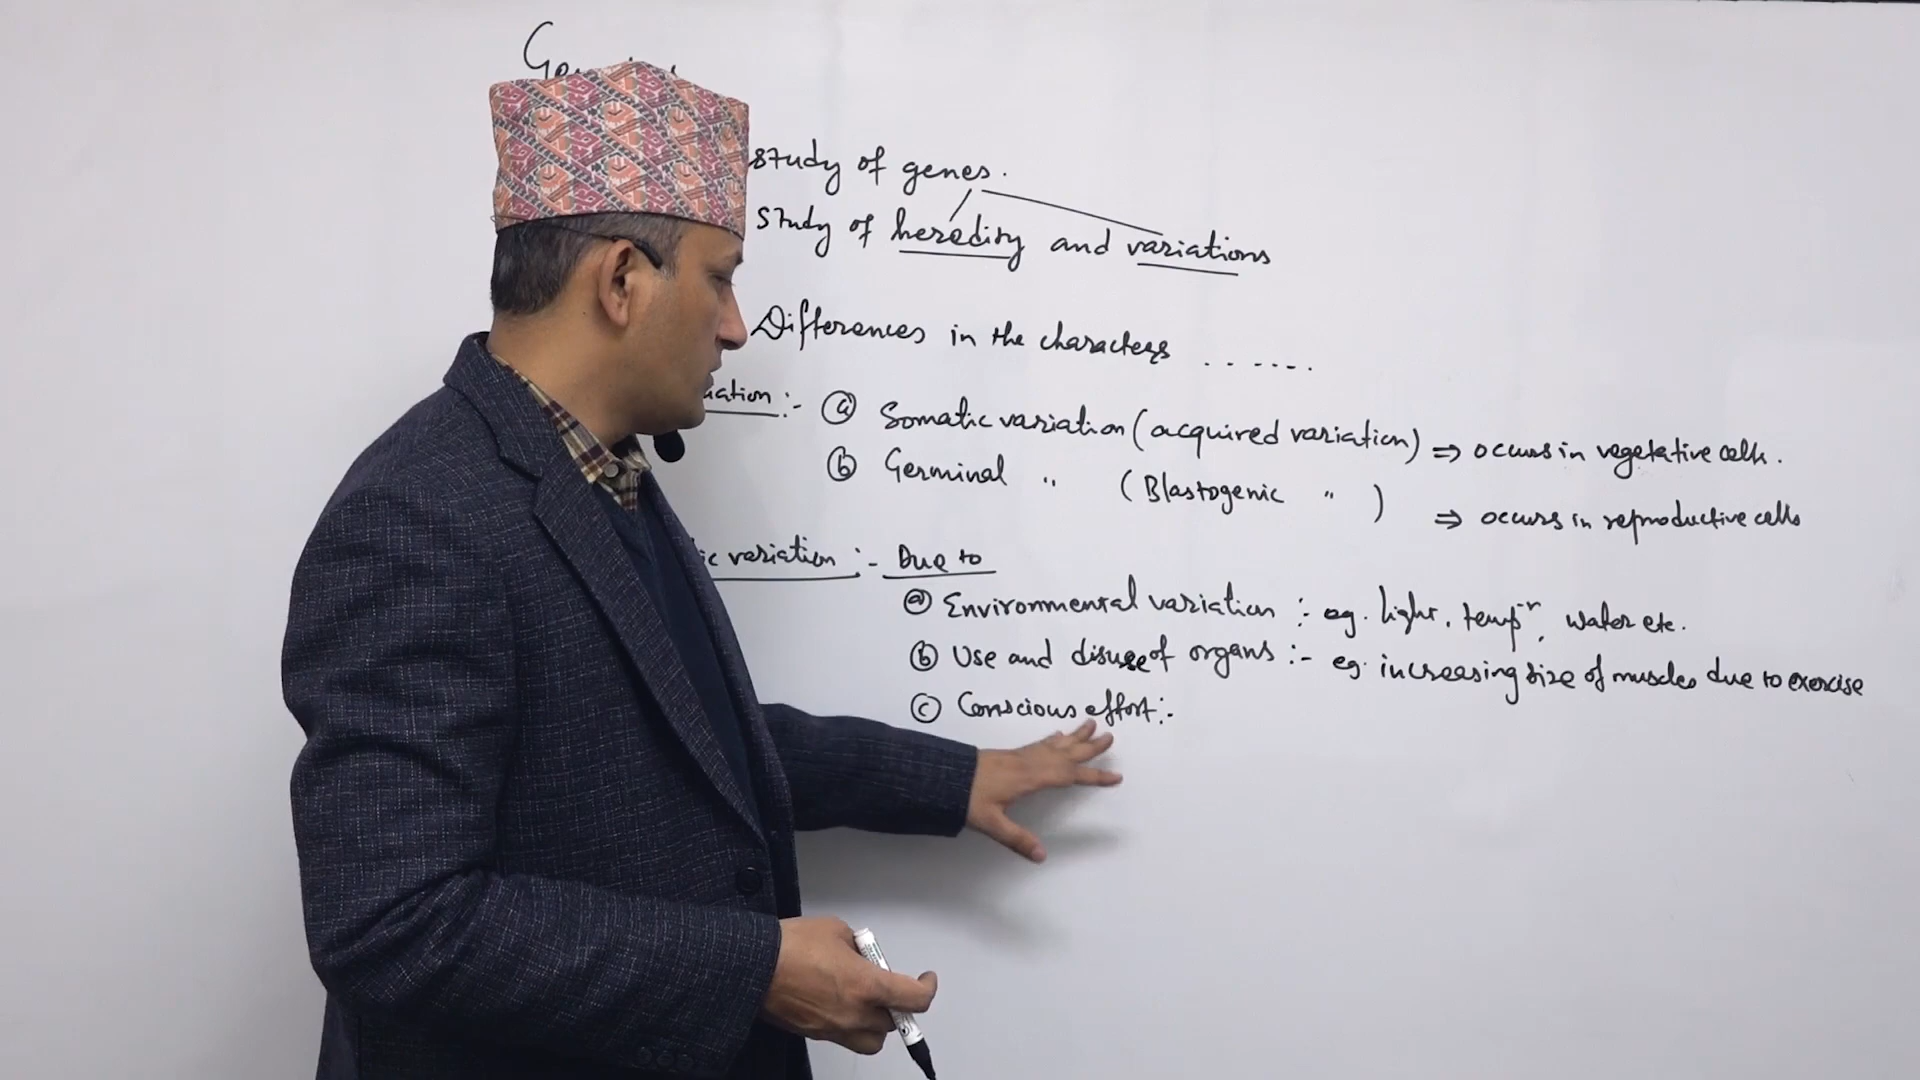 study of genes.
study of heredity and variations
Differences in the characters ......
:- (a) Somatic variation (acquired variation) ⇒ occurs in vegetative cells.
(b) Germinal " (Blastogenic ")
⇒ occurs in reproductive cells
variation :- Due to
(a) Environmental variation :- eg. light, tempr, water etc.
(b) Use and disuse of organs :- eg. increasing size of muscles due to exercise
(c) Conscious effort :-